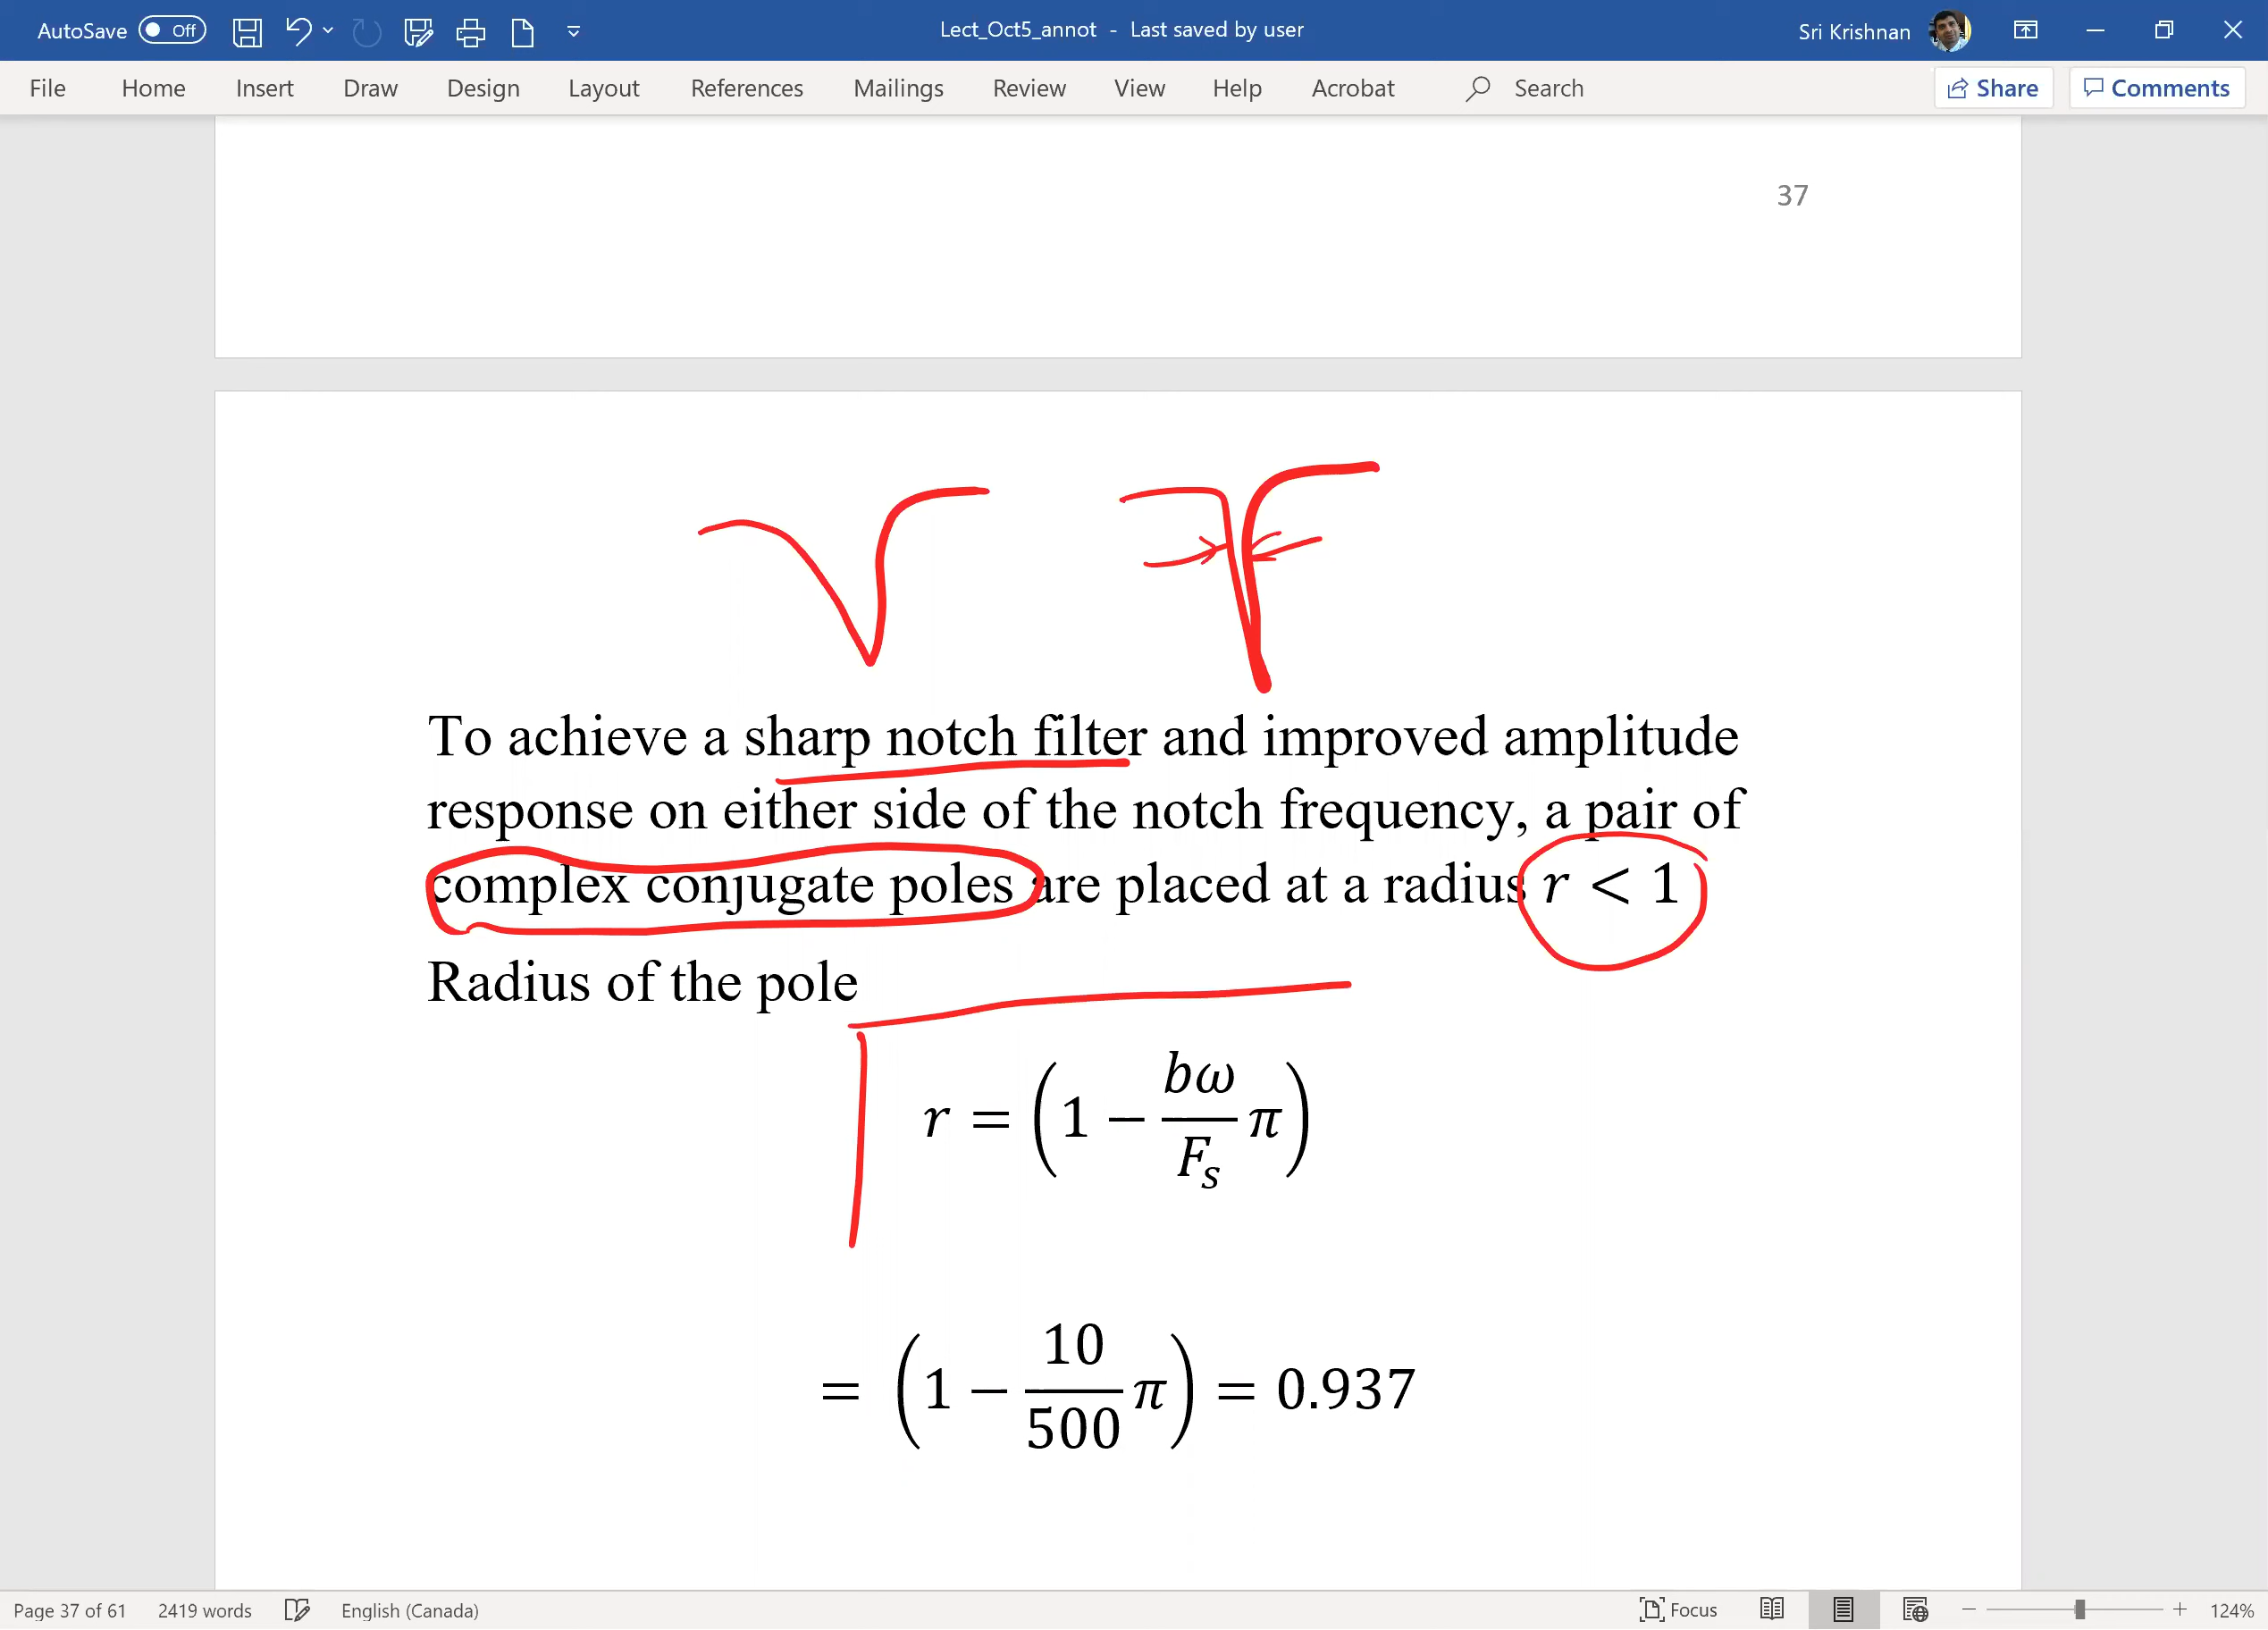 AutoSave Off Lect_Oct5_annot - Last saved by user Sri Krishnan
File Home Insert Draw Design Layout References Mailings Review View Help Acrobat Search Share Comments
37
To achieve a sharp notch filter and improved amplitude
response on either side of the notch frequency, a pair of
complex conjugate poles are placed at a radius r < 1
Radius of the pole
r = (1 − bω/F_s π)
= (1 − 10/500 π) = 0.937
Page 37 of 61 2419 words English (Canada) Focus 124%